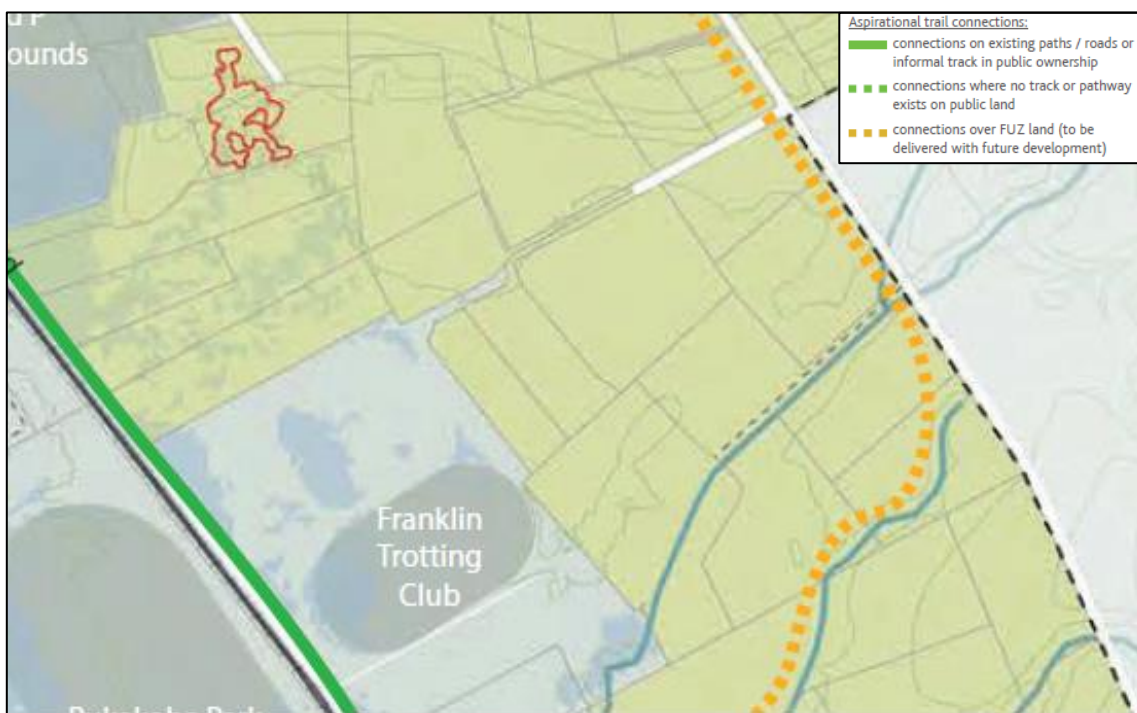 ounds
Aspirational trail connections:
connections on existing paths / roads or
informal track in public ownership
connections where no track or pathway
exists on public land
connections over FUZ land (to be
delivered with future development)
Franklin
Trotting
Club